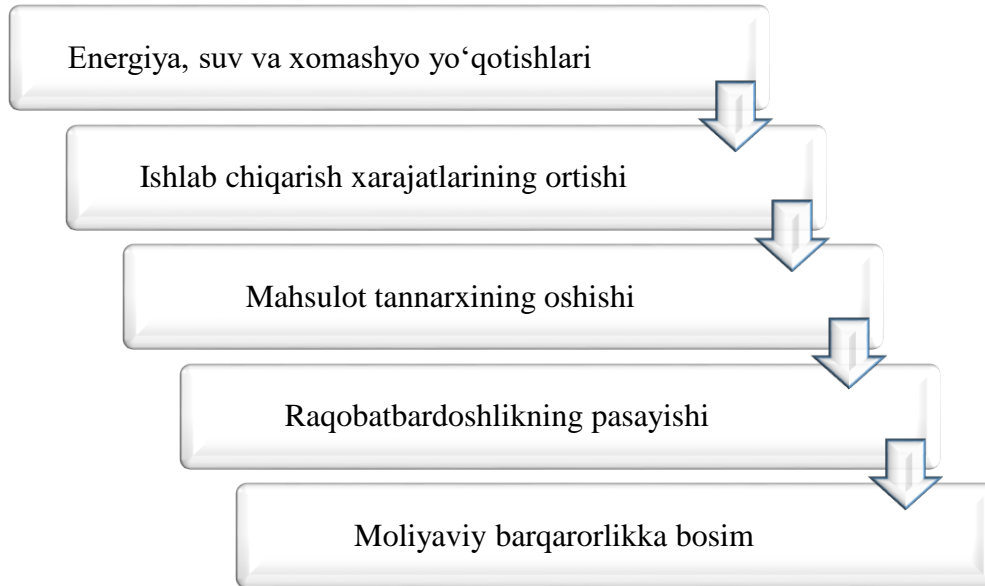 Energiya, suv va xomashyo yo‘qotishlari
Ishlab chiqarish xarajatlarining ortishi
Mahsulot tannarxining oshishi
Raqobatbardoshlikning pasayishi
Moliyaviy barqarorlikka bosim